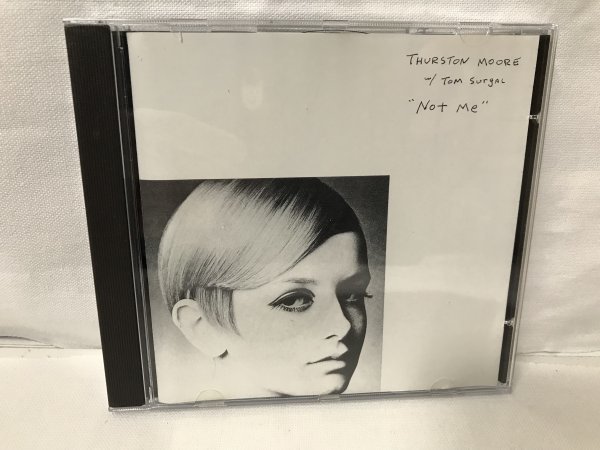 THURSTON MOORE
w/ Tom Surgal
"Not Me"